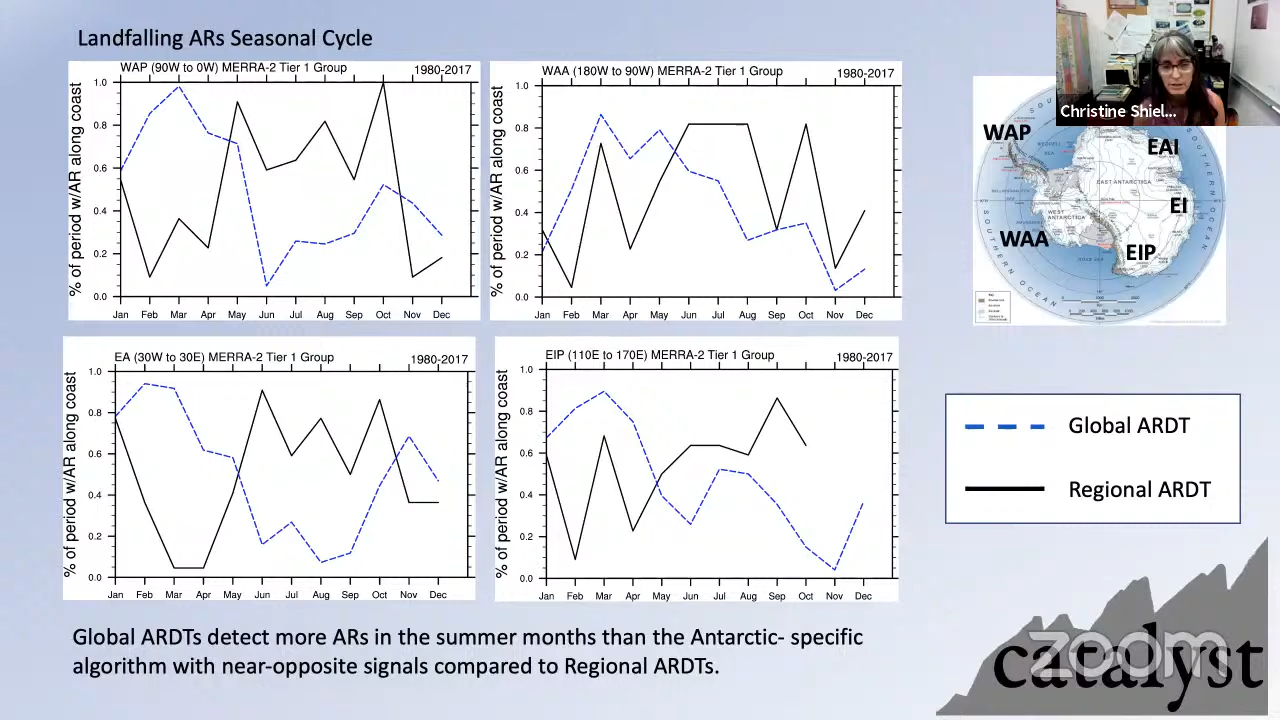 Landfalling ARs Seasonal Cycle
WAP (90W to 0W) MERRA-2 Tier 1 Group 1980-2017
% of period w/AR along coast
1.0
0.8
0.6
0.4
0.2
0.0
Jan Feb Mar Apr May Jun Jul Aug Sep Oct Nov Dec
WAA (180W to 90W) MERRA-2 Tier 1 Group 1980-2017
% of period w/AR along coast
1.0
0.8
0.6
0.4
0.2
0.0
Jan Feb Mar Apr May Jun Jul Aug Sep Oct Nov Dec
Christine Shiel...
WAP
EAI
EAST ANTARCTICA
EI
WEST
ANTARCTICA
WAA
EIP
SOUTHERN OCEAN
SOUTHERN OCEAN
EA (30W to 30E) MERRA-2 Tier 1 Group 1980-2017
% of period w/AR along coast
1.0
0.8
0.6
0.4
0.2
0.0
Jan Feb Mar Apr May Jun Jul Aug Sep Oct Nov Dec
EIP (110E to 170E) MERRA-2 Tier 1 Group 1980-2017
% of period w/AR along coast
1.0
0.8
0.6
0.4
0.2
0.0
Jan Feb Mar Apr May Jun Jul Aug Sep Oct Nov Dec
Global ARDT
Regional ARDT
Global ARDTs detect more ARs in the summer months than the Antarctic- specific
algorithm with near-opposite signals compared to Regional ARDTs.
zoom
catalyst